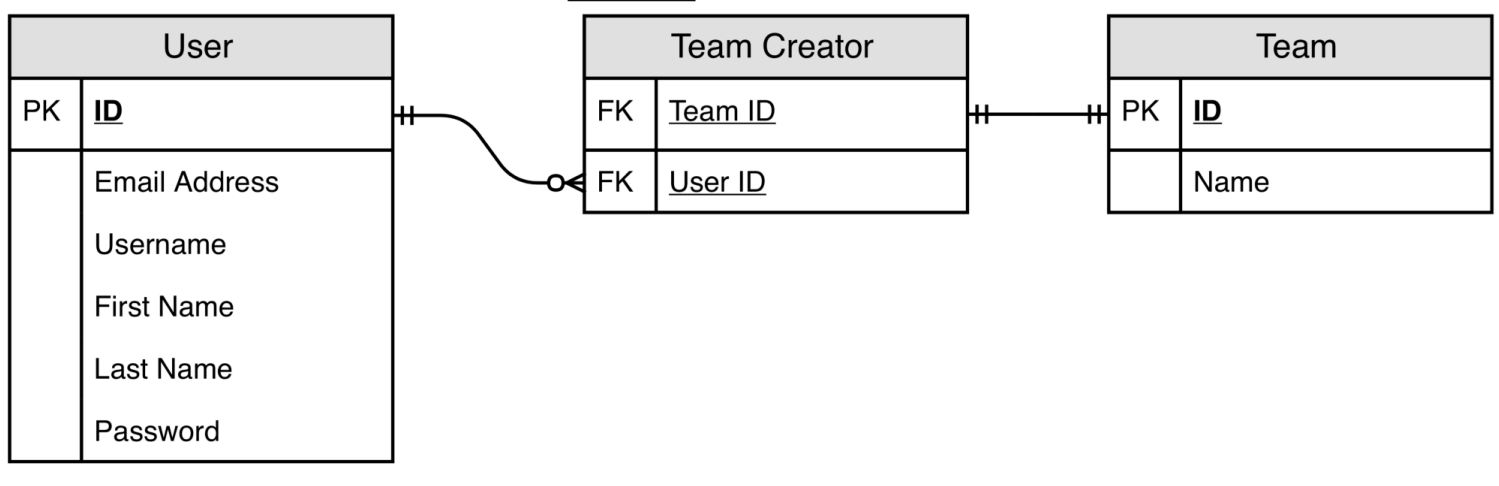 User
PK ID
Email Address
Username
First Name
Last Name
Password
Team Creator
FK Team ID
FK User ID
Team
PK ID
Name